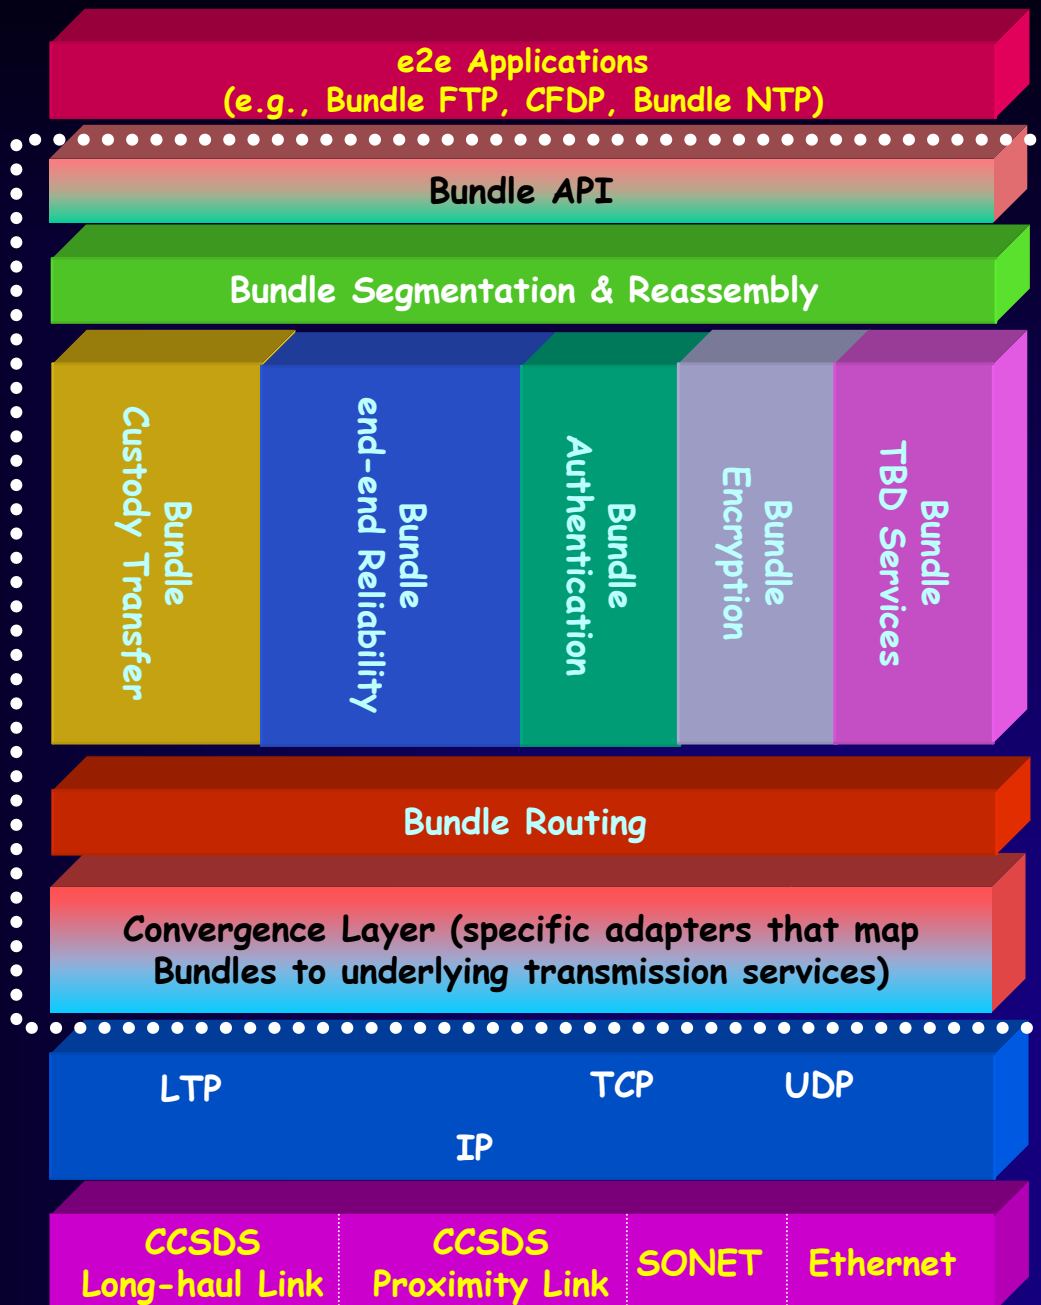 e2e Applications
(e.g., Bundle FTP, CFDP, Bundle NTP)
Bundle API
Bundle Segmentation & Reassembly
Bundle
Custody Transfer
Bundle
end-end Reliability
Bundle
Authentication
Bundle
Encryption
Bundle
TBD Services
Bundle Routing
Convergence Layer (specific adapters that map
Bundles to underlying transmission services)
LTP
TCP
UDP
IP
CCSDS
Long-haul Link
CCSDS
Proximity Link
SONET
Ethernet